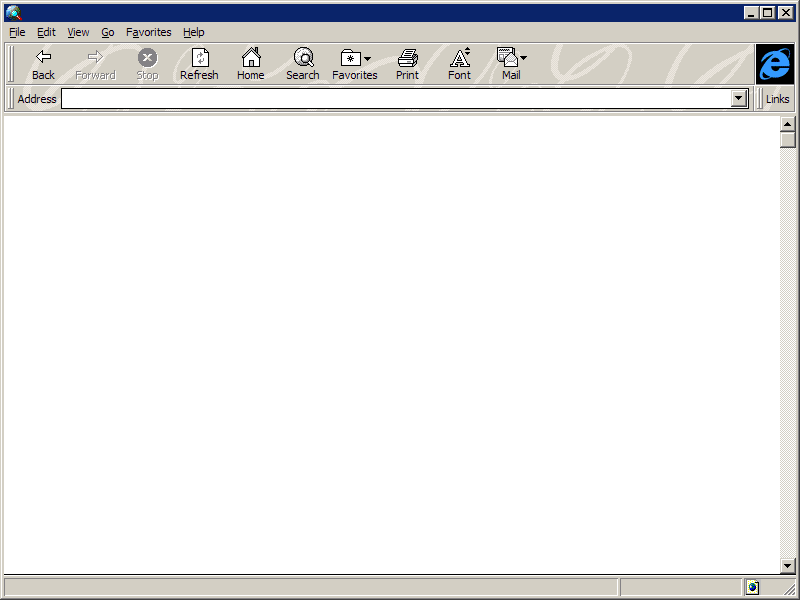 File Edit View Go Favorites Help
Back Forward Stop Refresh Home Search Favorites Print Font Mail
Address Links